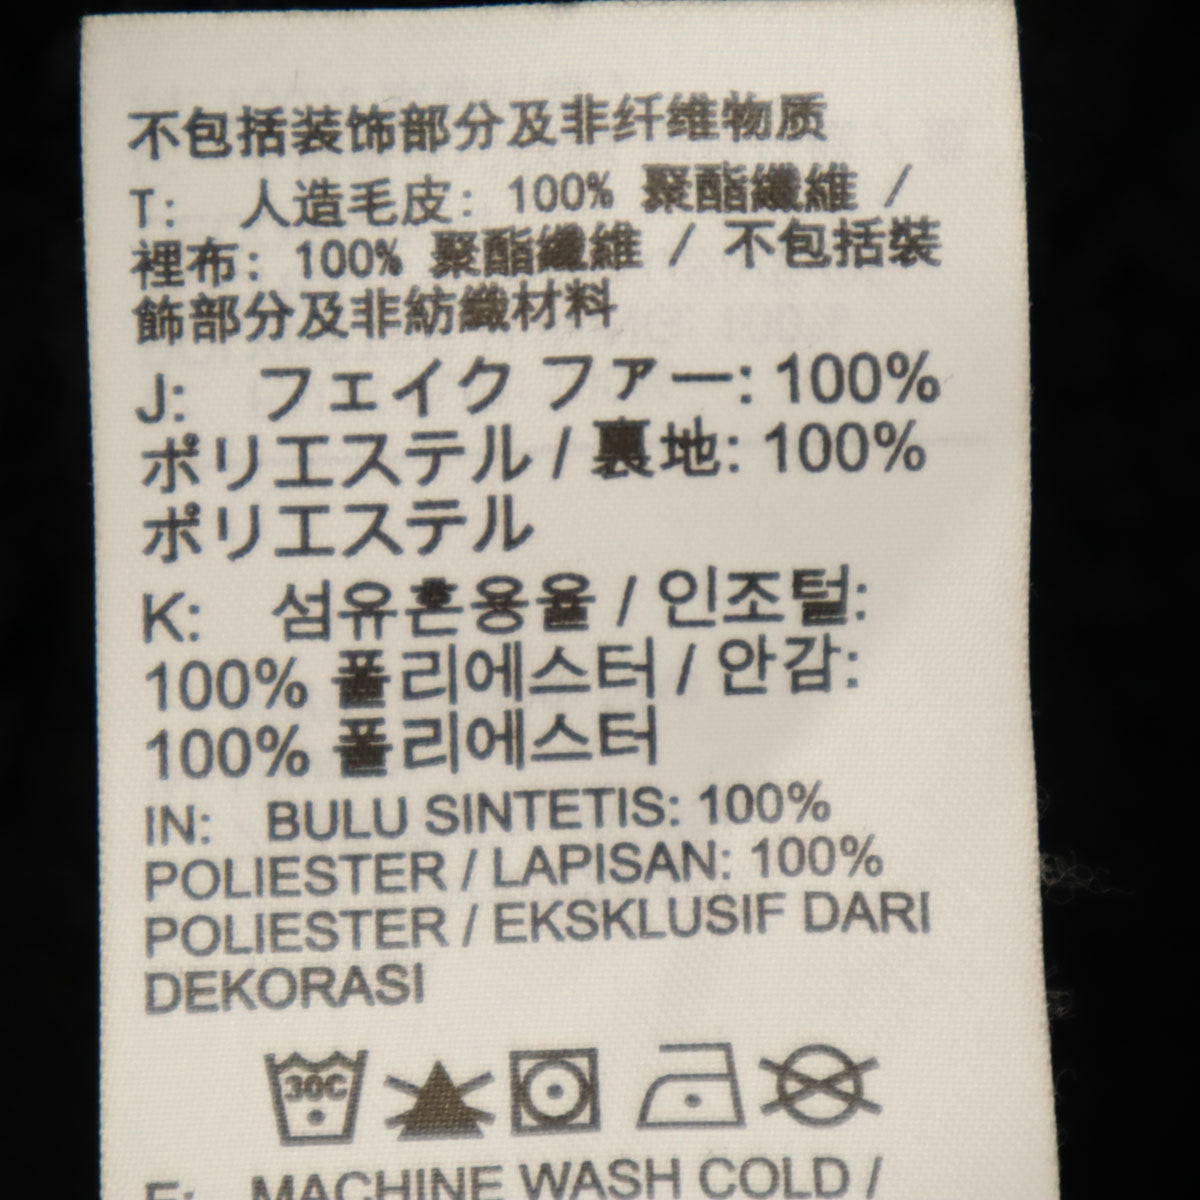 不包括装饰部分及非纤维物质
T: 人造毛皮: 100% 聚酯纖維 /
裡布: 100% 聚酯纖維 / 不包括裝
飾部分及非紡織材料
J: フェイク ファー: 100%
ポリエステル / 裏地: 100%
ポリエステル
K: 섬유혼용율 / 인조털:
100% 폴리에스터 / 안감:
100% 폴리에스터
IN: BULU SINTETIS: 100%
POLIESTER / LAPISAN: 100%
POLIESTER / EKSKLUSIF DARI
DEKORASI
30C
E: MACHINE WASH COLD /